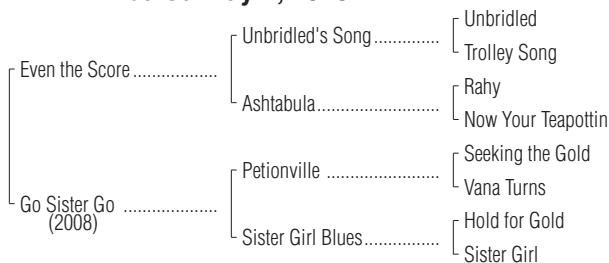 Unbridled
Unbridled's Song ..............
Trolley Song
Even the Score ..................
Rahy
Ashtabula ..........................
Now Your Teapottin
Seeking the Gold
Petionville ........................
Vana Turns
Go Sister Go ....................
(2008)
Hold for Gold
Sister Girl Blues................
Sister Girl